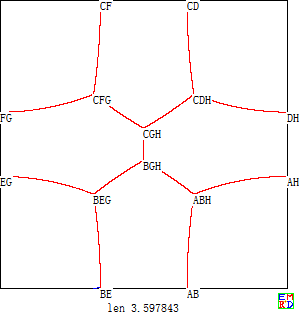 CF CD
CFG CDH
FG DH
CGH
BGH
EG AH
BEG ABH
BE AB
len 3.597843
EM
RD